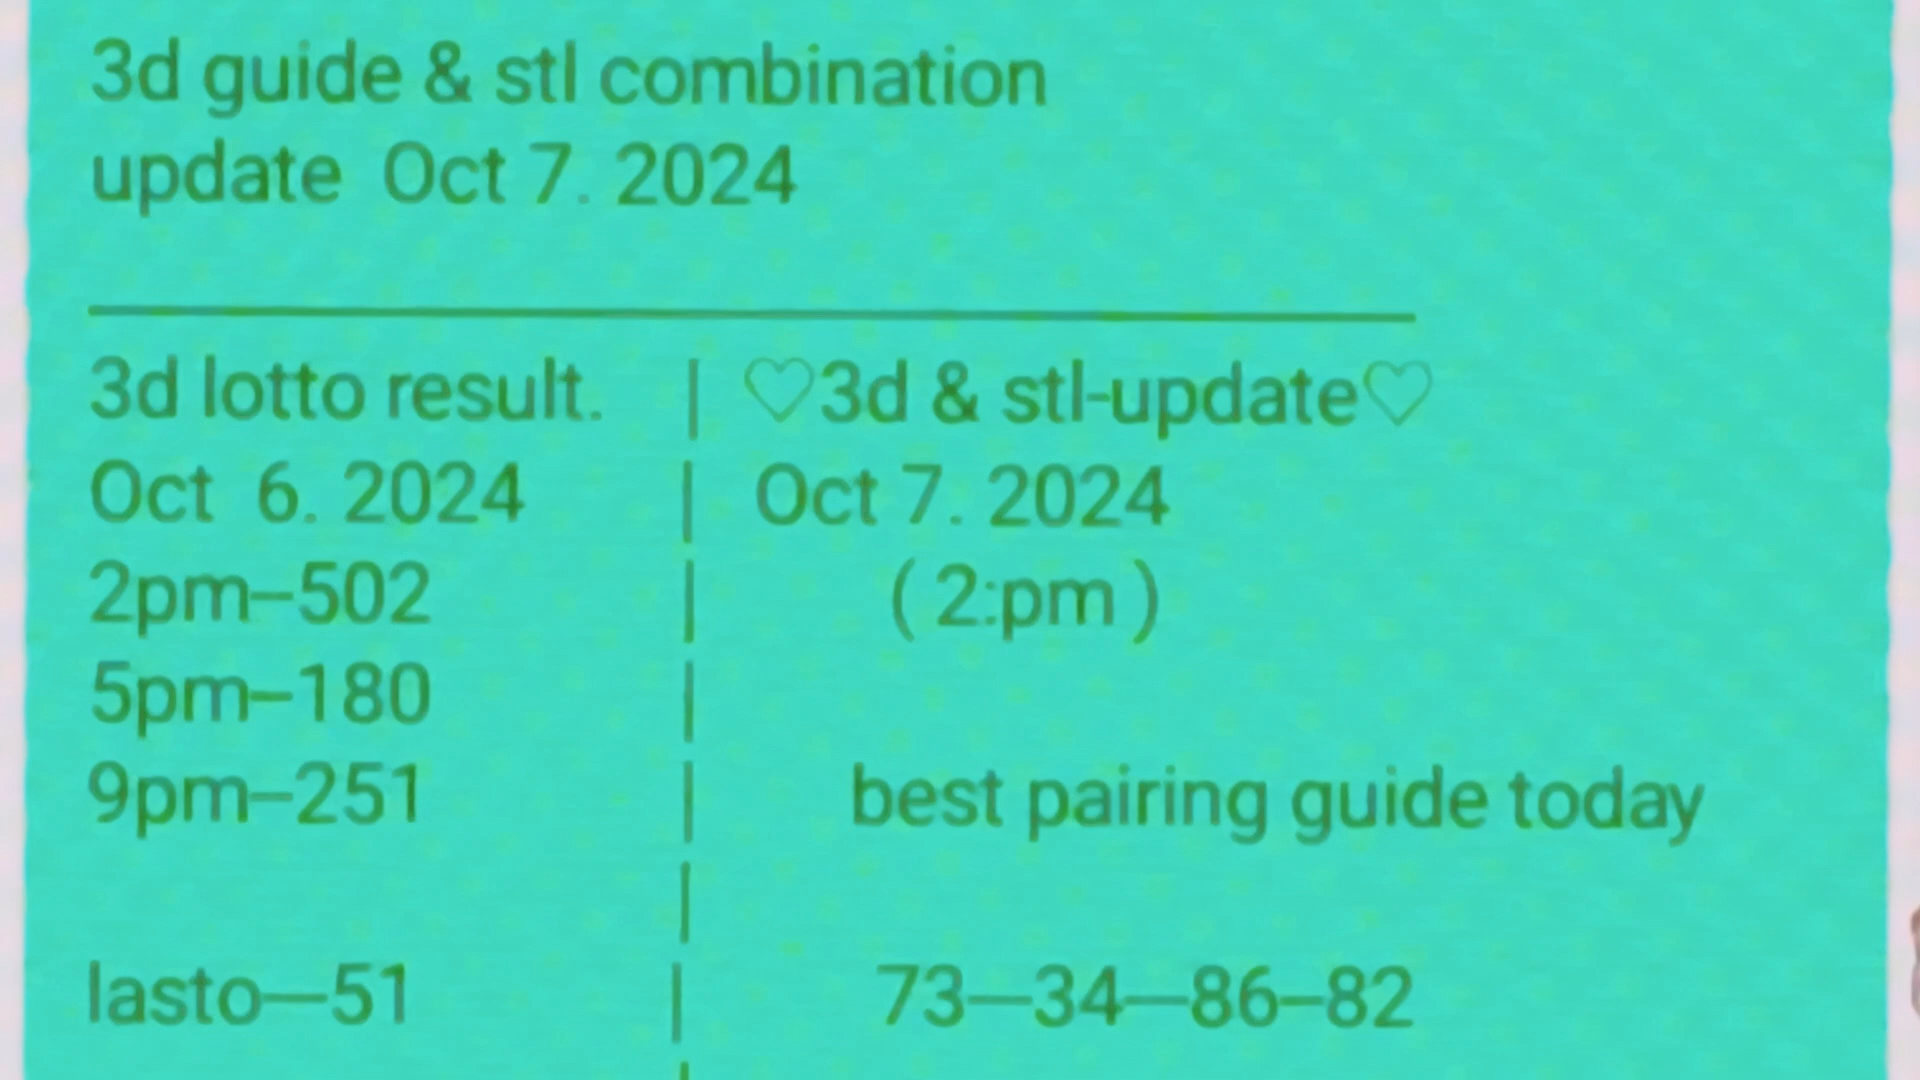 3d guide & stl combination
update  Oct 7. 2024
3d lotto result.  |  ♡3d & stl-update♡
Oct  6. 2024  |  Oct 7. 2024
2pm–502  |  ( 2:pm )
5pm–180  |
9pm–251  |  best pairing guide today
|
lasto—51  |  73—34—86–82
|